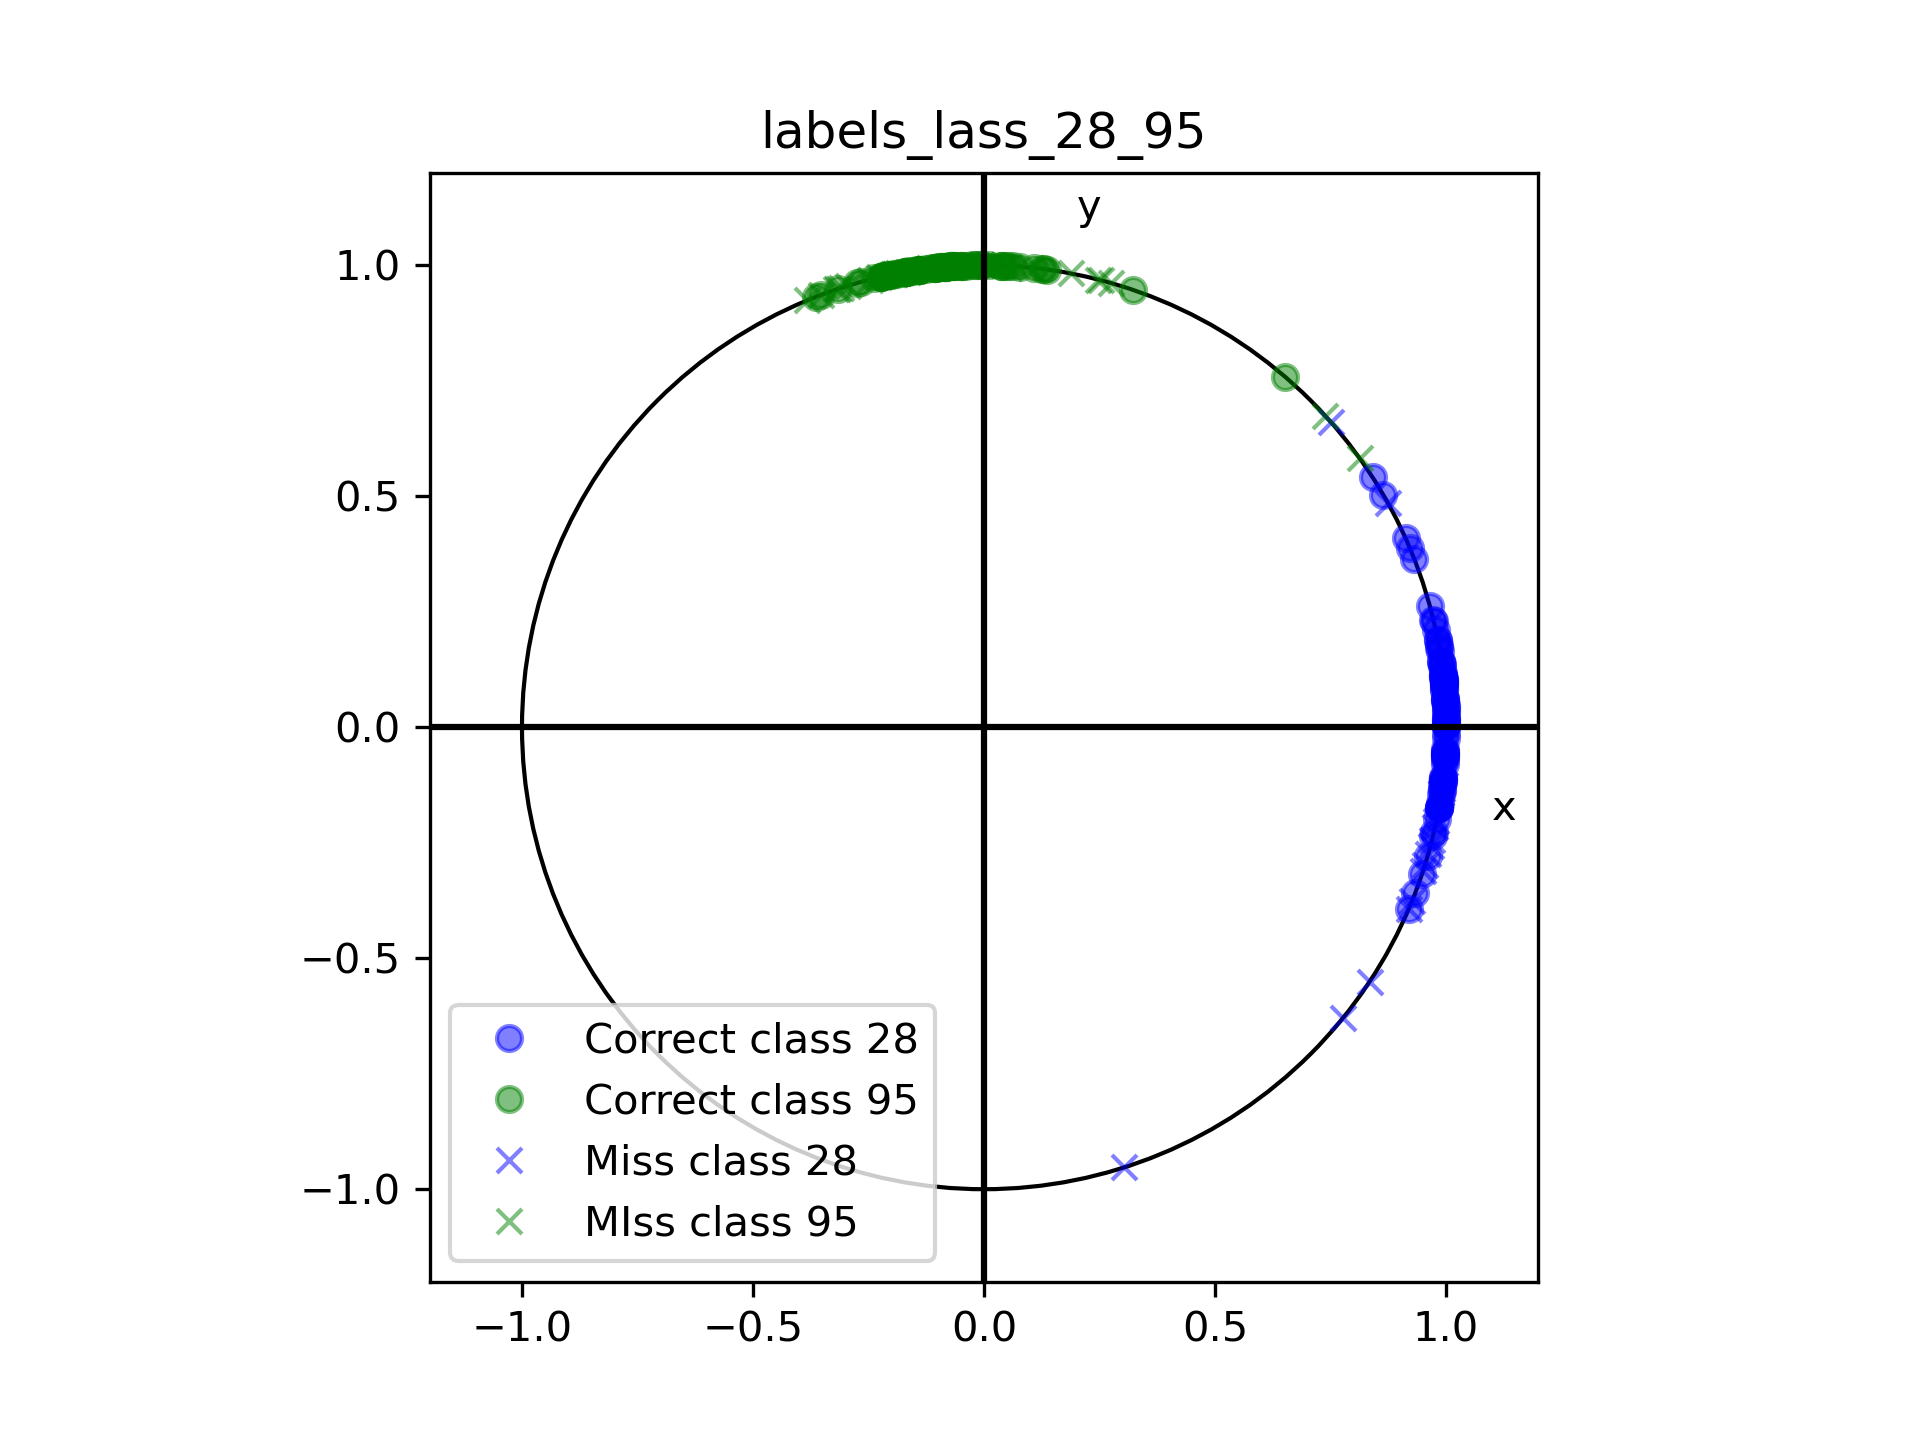 labels_lass_28_95
y
1.0
0.5
0.0
x
−0.5
−1.0
Correct class 28
Correct class 95
Miss class 28
MIss class 95
−1.0 −0.5 0.0 0.5 1.0